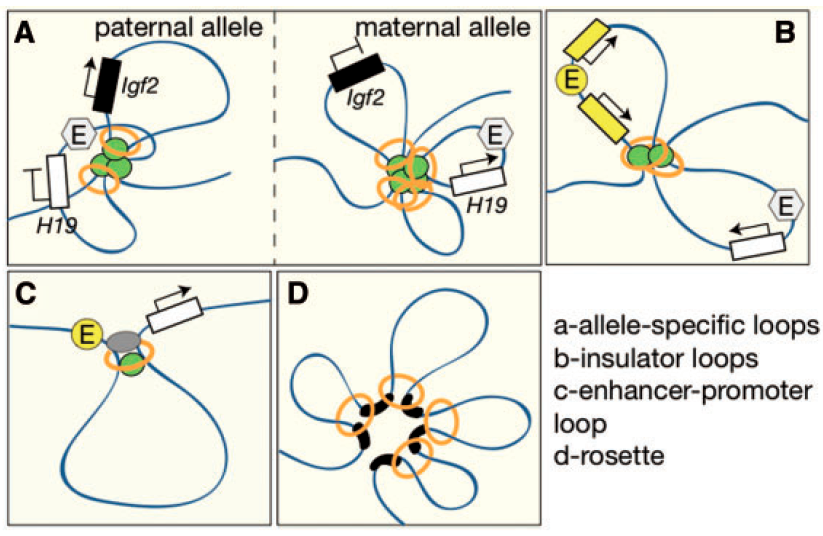 A
paternal allele
maternal allele
Igf2
E
H19
Igf2
E
H19
B
E
E
C
E
D
a-allele-specific loops
b-insulator loops
c-enhancer-promoter
loop
d-rosette